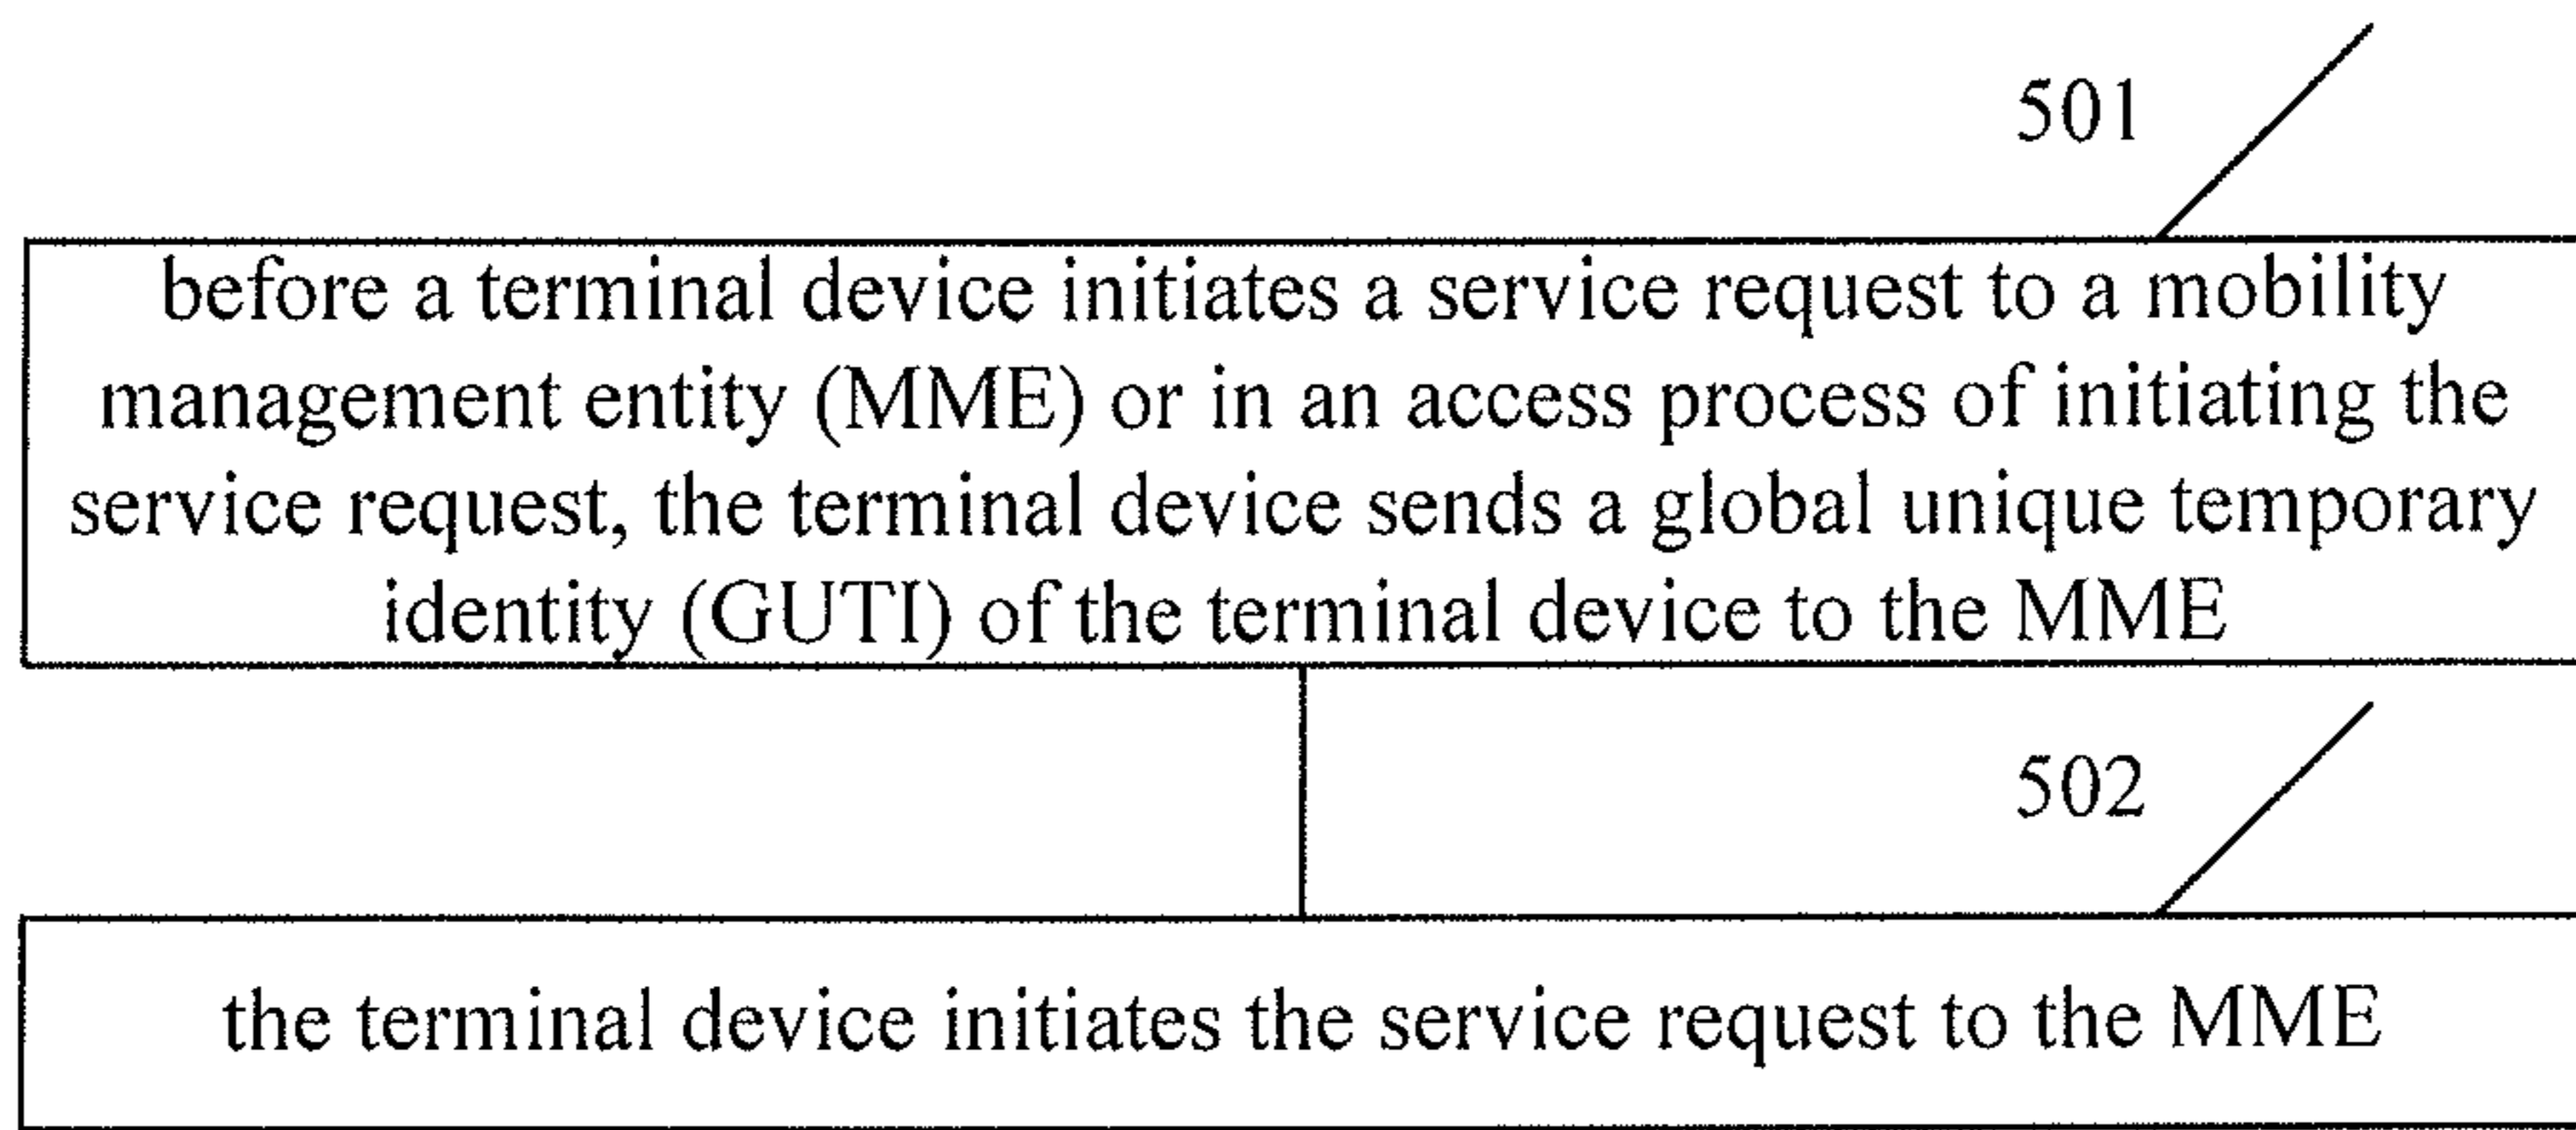 501
before a terminal device initiates a service request to a mobility
management entity (MME) or in an access process of initiating the
service request, the terminal device sends a global unique temporary
identity (GUTI) of the terminal device to the MME
502
the terminal device initiates the service request to the MME